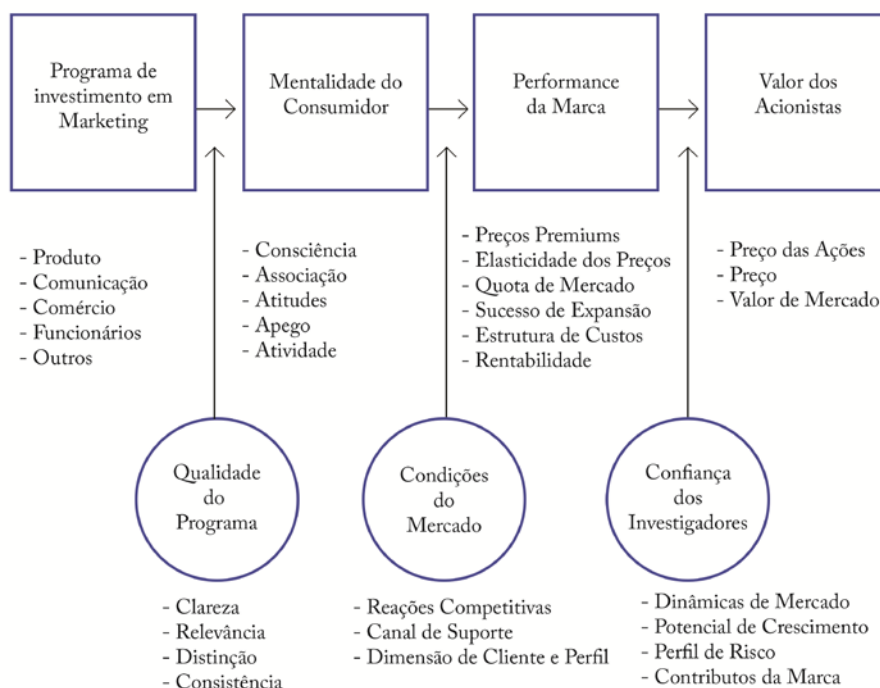 Programa de
investimento em
Marketing
Mentalidade do
Consumidor
Performance
da Marca
Valor dos
Acionistas
- Produto
- Comunicação
- Comércio
- Funcionários
- Outros
- Consciência
- Associação
- Atitudes
- Apego
- Atividade
- Preços Premiums
- Elasticidade dos Preços
- Quota de Mercado
- Sucesso de Expansão
- Estrutura de Custos
- Rentabilidade
- Preço das Ações
- Preço
- Valor de Mercado
Qualidade
do
Programa
Condições
do
Mercado
Confiança
dos
Investigadores
- Clareza
- Relevância
- Distinção
- Consistência
- Reações Competitivas
- Canal de Suporte
- Dimensão de Cliente e Perfil
- Dinâmicas de Mercado
- Potencial de Crescimento
- Perfil de Risco
- Contributos da Marca